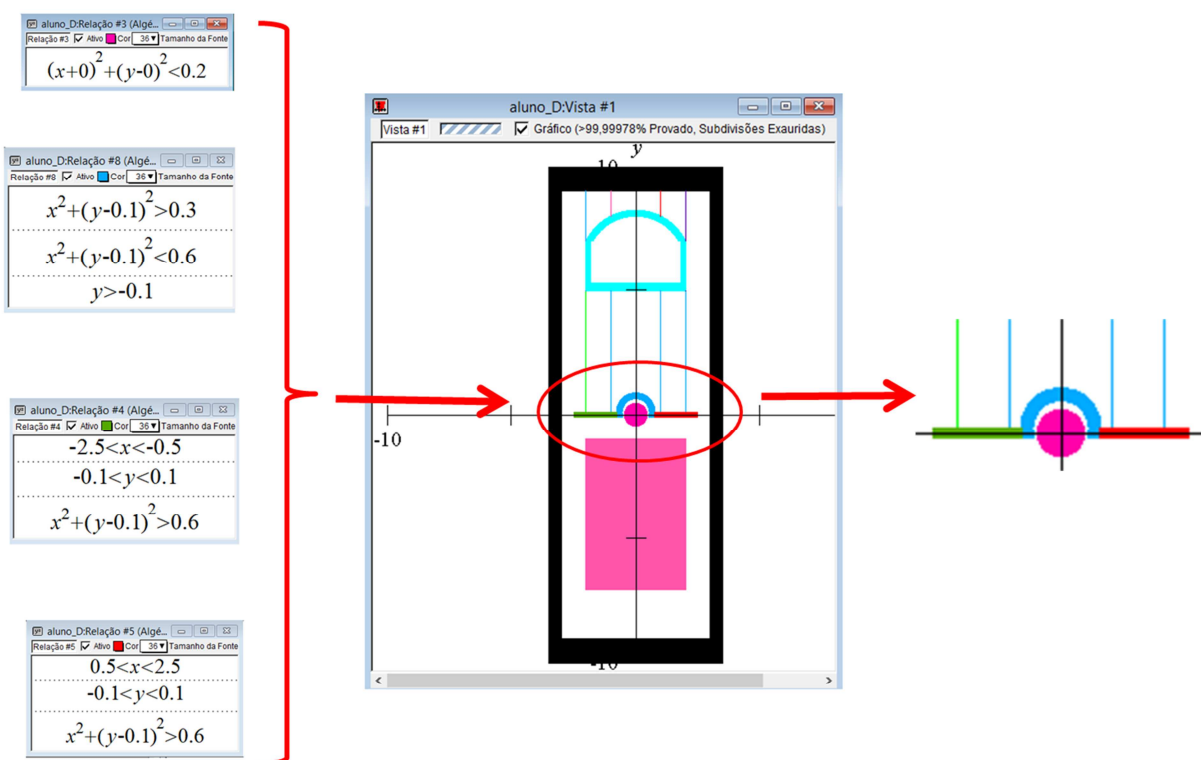 aluno_D:Relação #3 (Algé...
Relação #3 Ativo Cor 36 Tamanho da Fonte
(x+0)²+(y-0)²<0.2
aluno_D:Relação #8 (Algé...
Relação #8 Ativo Cor 36 Tamanho da Fonte
x²+(y-0.1)²>0.3
x²+(y-0.1)²<0.6
y>-0.1
aluno_D:Relação #4 (Algé...
Relação #4 Ativo Cor 36 Tamanho da Fonte
-2.5<x<-0.5
-0.1<y<0.1
x²+(y-0.1)²>0.6
aluno_D:Relação #5 (Algé...
Relação #5 Ativo Cor 36 Tamanho da Fonte
0.5<x<2.5
-0.1<y<0.1
x²+(y-0.1)²>0.6
aluno_D:Vista #1
Vista #1 Gráfico (>99,99978% Provado, Subdivisões Exauridas)
y
10
-10
-10